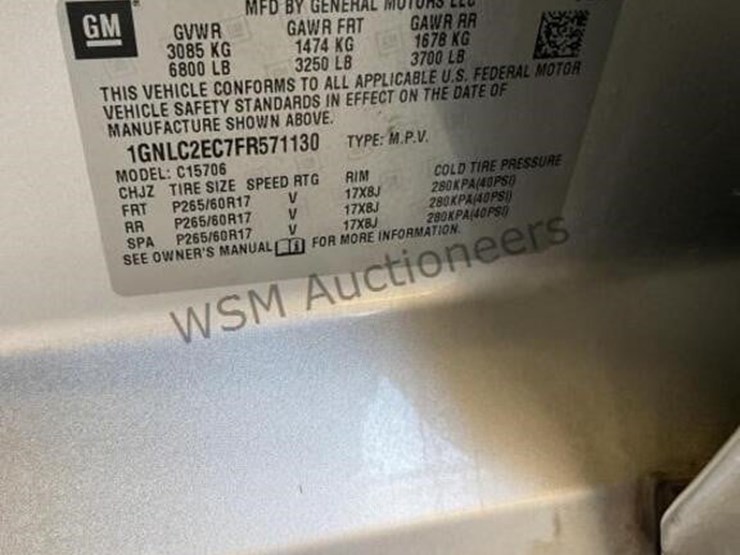 MFD BY GENERAL MOTORS LLC
GM
GVWR GAWR FRT GAWR RR
3085 KG 1474 KG 1678 KG
6800 LB 3250 LB 3700 LB
THIS VEHICLE CONFORMS TO ALL APPLICABLE U.S. FEDERAL MOTOR
VEHICLE SAFETY STANDARDS IN EFFECT ON THE DATE OF
MANUFACTURE SHOWN ABOVE.
1GNLC2EC7FR571130 TYPE: M.P.V.
MODEL: C15706
CHJZ TIRE SIZE SPEED RTG RIM COLD TIRE PRESSURE
FRT P265/60R17 V 17X8J 280KPA(40PSI)
RR P265/60R17 V 17X8J 280KPA(40PSI)
SPA P265/60R17 V 17X8J 280KPA(40PSI)
SEE OWNER'S MANUAL FOR MORE INFORMATION.
WSM Auctioneers